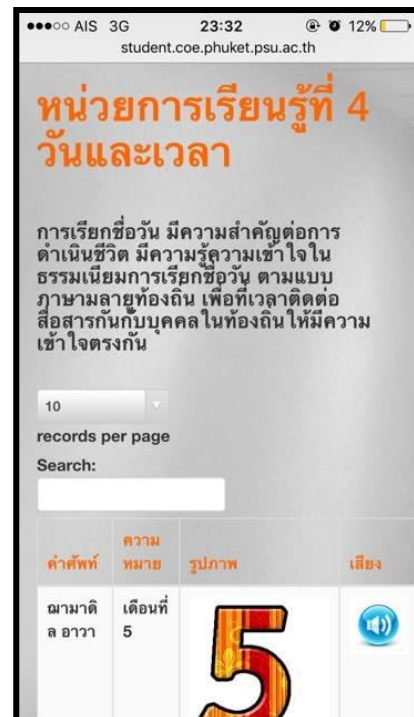 AIS 3G 23:32 12%
student.coe.phuket.psu.ac.th
หน่วยการเรียนรู้ที่ 4
วันและเวลา
การเรียกชื่อวัน มีความสำคัญต่อการ
ดำเนินชีวิต มีความรู้ความเข้าใจใน
ธรรมเนียมการเรียกชื่อวัน ตามแบบ
ภาษามลายูท้องถิ่น เพื่อที่เวลาติดต่อ
สื่อสารกันกับบุคคลในท้องถิ่นให้มีความ
เข้าใจตรงกัน
10
records per page
Search:
คำศัพท์ ความหมาย รูปภาพ เสียง
ฌามาดิ เดือนที่
ล อาวา 5
5